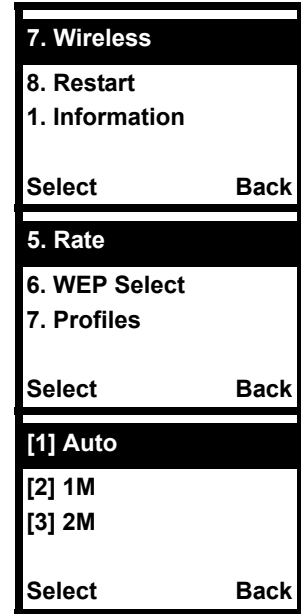 7. Wireless
8. Restart
1. Information
Select Back
5. Rate
6. WEP Select
7. Profiles
Select Back
[1] Auto
[2] 1M
[3] 2M
Select Back